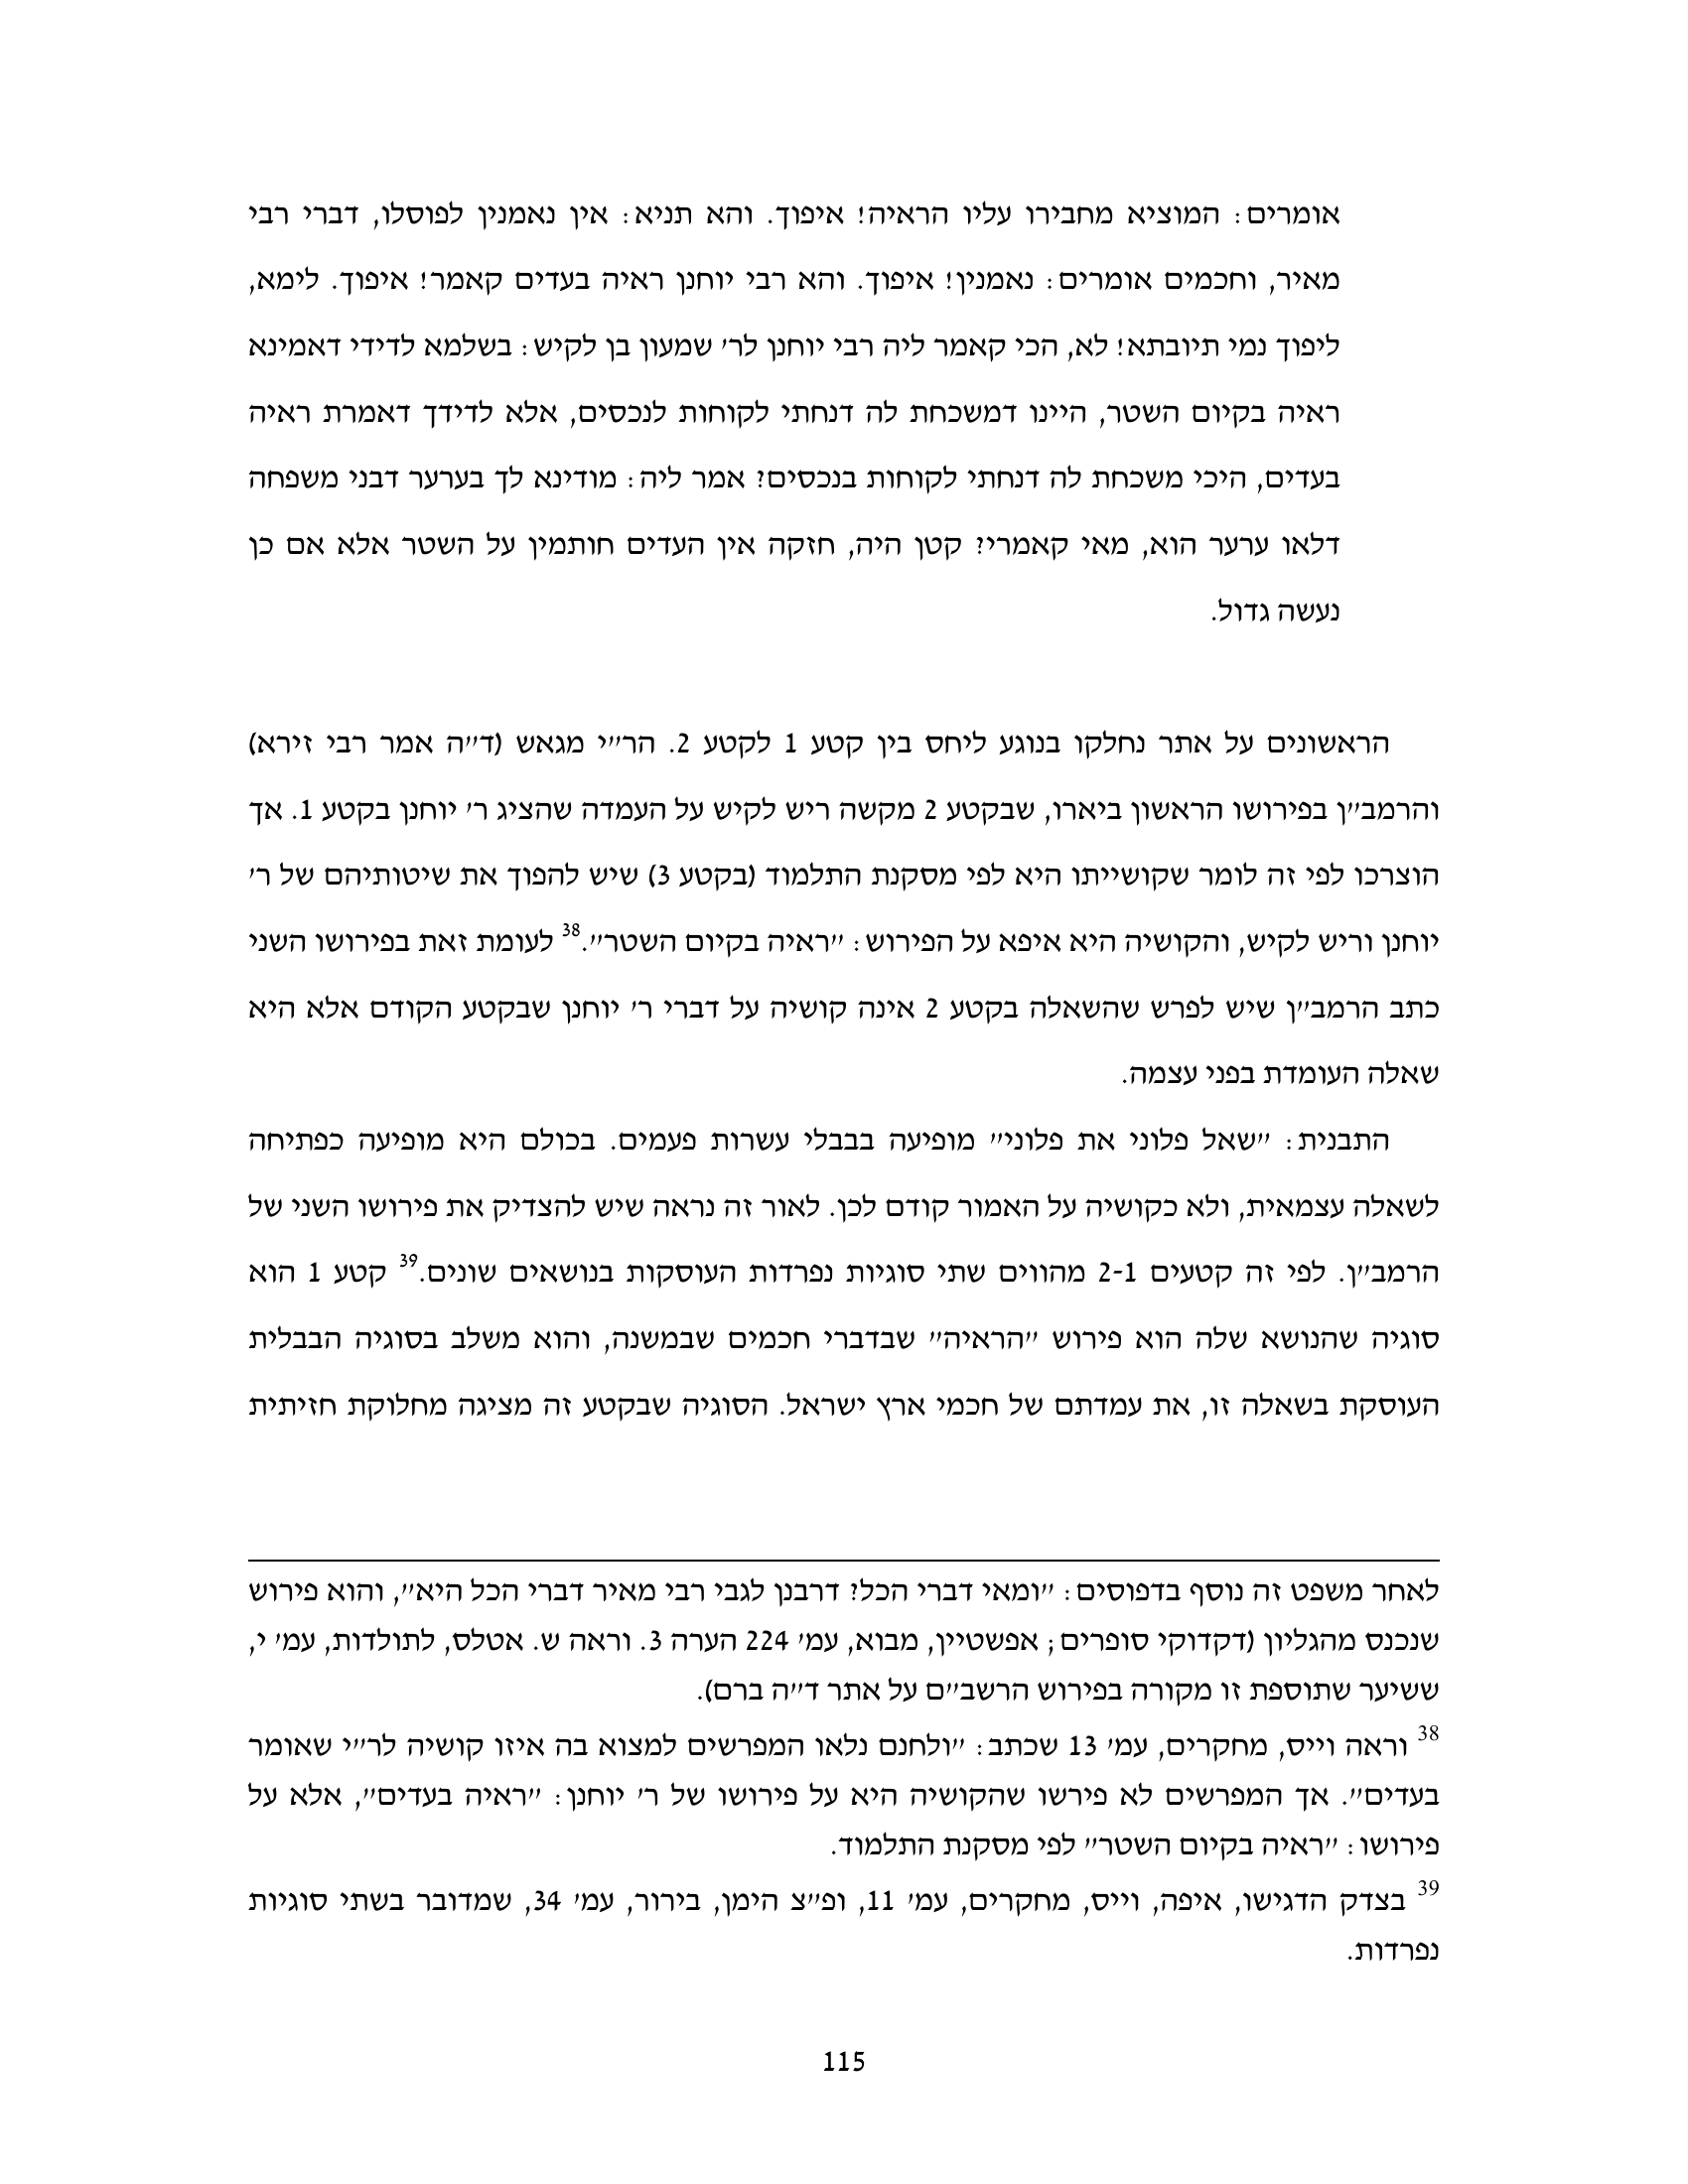 אומרים: המוציא מחבירו עליו הראיה! איפוך. והא תניא: אין נאמנין לפוסלו, דברי רבי
מאיר, וחכמים אומרים: נאמנין! איפוך. והא רבי יוחנן ראיה בעדים קאמר! איפוך. לימא,
ליפוך נמי תיובתא! לא, הכי קאמר ליה רבי יוחנן לר׳ שמעון בן לקיש: בשלמא לדידי דאמינא
ראיה בקיום השטר, היינו דמשכחת לה דנחתי לקוחות לנכסים, אלא לדידך דאמרת ראיה
בעדים, היכי משכחת לה דנחתי לקוחות בנכסים? אמר ליה: מודינא לך בערער דבני משפחה
דלאו ערער הוא, מאי קאמרי? קטן היה, חזקה אין העדים חותמין על השטר אלא אם כן
נעשה גדול.
הראשונים על אתר נחלקו בנוגע ליחס בין קטע 1 לקטע 2. הר״י מגאש (ד״ה אמר רבי זירא)
והרמב״ן בפירושו הראשון ביארו, שבקטע 2 מקשה ריש לקיש על העמדה שהציג ר׳ יוחנן בקטע 1. אך
הוצרכו לפי זה לומר שקושייתו היא לפי מסקנת התלמוד (בקטע 3) שיש להפוך את שיטותיהם של ר׳
יוחנן וריש לקיש, והקושיה היא איפא על הפירוש: ״ראיה בקיום השטר״.38 לעומת זאת בפירושו השני
כתב הרמב״ן שיש לפרש שהשאלה בקטע 2 אינה קושיה על דברי ר׳ יוחנן שבקטע הקודם אלא היא
שאלה העומדת בפני עצמה.
התבנית: ״שאל פלוני את פלוני״ מופיעה בבבלי עשרות פעמים. בכולם היא מופיעה כפתיחה
לשאלה עצמאית, ולא כקושיה על האמור קודם לכן. לאור זה נראה שיש להצדיק את פירושו השני של
הרמב״ן. לפי זה קטעים 2-1 מהווים שתי סוגיות נפרדות העוסקות בנושאים שונים.39 קטע 1 הוא
סוגיה שהנושא שלה הוא פירוש ״הראיה״ שבדברי חכמים שבמשנה, והוא משלב בסוגיה הבבלית
העוסקת בשאלה זו, את עמדתם של חכמי ארץ ישראל. הסוגיה שבקטע זה מציגה מחלוקת חזיתית
לאחר משפט זה נוסף בדפוסים: ״ומאי דברי הכל? דרבנן לגבי רבי מאיר דברי הכל היא״, והוא פירוש
שנכנס מהגליון (דקדוקי סופרים; אפשטיין, מבוא, עמ׳ 224 הערה 3. וראה ש. אטלס, לתולדות, עמ׳ י,
ששיער שתוספת זו מקורה בפירוש הרשב״ם על אתר ד״ה ברם).
38 וראה וייס, מחקרים, עמ׳ 13 שכתב: ״ולחנם נלאו המפרשים למצוא בה איזו קושיה לר״י שאומר
בעדים״. אך המפרשים לא פירשו שהקושיה היא על פירושו של ר׳ יוחנן: ״ראיה בעדים״, אלא על
פירושו: ״ראיה בקיום השטר״ לפי מסקנת התלמוד.
39 בצדק הדגישו, איפה, וייס, מחקרים, עמ׳ 11, ופ״צ הימן, בירור, עמ׳ 34, שמדובר בשתי סוגיות
נפרדות.
115